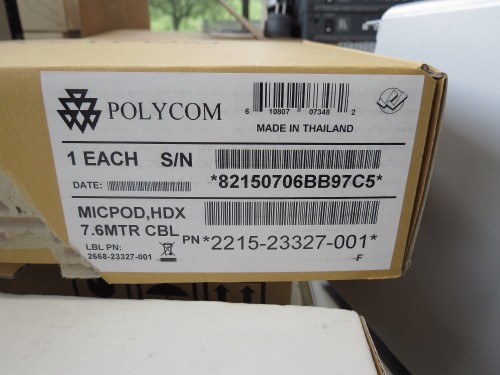 POLYCOM
6 10807 07348 2
MADE IN THAILAND
1 EACH S/N
*82150706BB97C5*
DATE:
MICPOD,HDX
7.6MTR CBL
PN *2215-23327-001*
LBL PN:
2668-23327-001
F